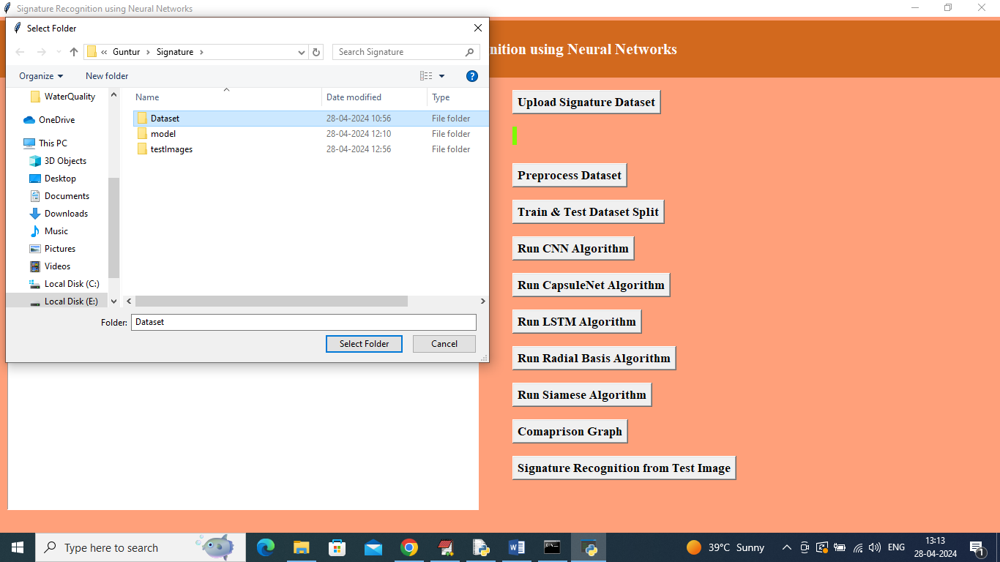 Signature Recognition using Neural Networks
Select Folder
nition using Neural Networks
« Guntur › Signature ›
Search Signature
Organize
New folder
?
WaterQuality
OneDrive
This PC
3D Objects
Desktop
Documents
Downloads
Music
Pictures
Videos
Local Disk (C:)
Local Disk (E:)
Name Date modified Type
Dataset 28-04-2024 10:56 File folder
model 28-04-2024 12:10 File folder
testImages 28-04-2024 12:56 File folder
Folder: Dataset
Select Folder
Cancel
Upload Signature Dataset
Preprocess Dataset
Train & Test Dataset Split
Run CNN Algorithm
Run CapsuleNet Algorithm
Run LSTM Algorithm
Run Radial Basis Algorithm
Run Siamese Algorithm
Comaprison Graph
Signature Recognition from Test Image
Type here to search
39°C Sunny
ENG
13:13
28-04-2024
1